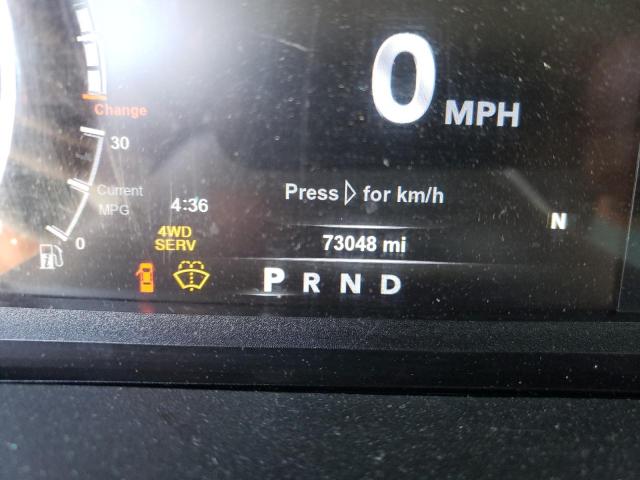 0 MPH
Change
30
Press ▷ for km/h
Current
MPG
4:36
N
4WD
SERV
73048 mi
0
P R N D